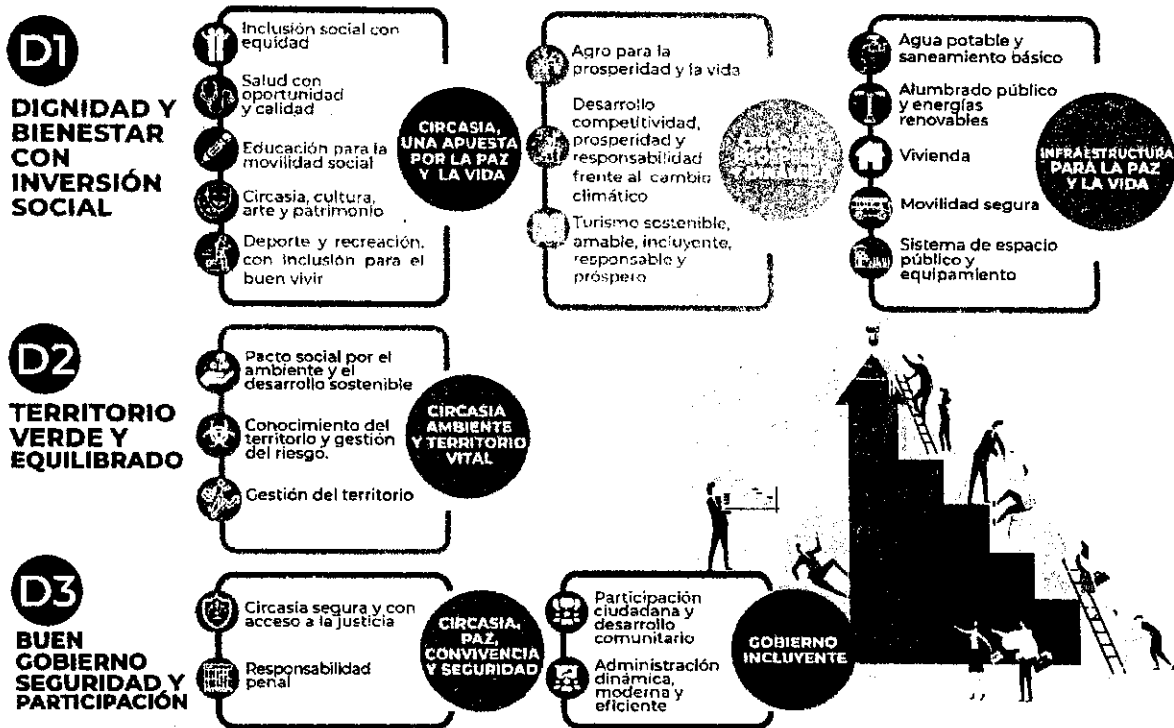 D1
DIGNIDAD Y
BIENESTAR
CON
INVERSIÓN
SOCIAL
Inclusión social con
equidad
Salud con
oportunidad
y calidad
Educación para la
movilidad social
Circasia, cultura,
arte y patrimonio
Deporte y recreación,
con inclusión para el
buen vivir
CIRCASIA,
UNA APUESTA
POR LA PAZ
Y LA VIDA
Agro para la
prosperidad y la vida
Desarrollo
competitividad,
prosperidad y
responsabilidad
frente al cambio
climático
Turismo sostenible,
amable, incluyente,
responsable y
próspero
Agua potable y
saneamiento básico
Alumbrado público
y energías
renovables
Vivienda
Movilidad segura
Sistema de espacio
público y
equipamiento
INFRAESTRUCTURA
PARA LA PAZ
Y LA VIDA
D2
TERRITORIO
VERDE Y
EQUILIBRADO
Pacto social por el
ambiente y el
desarrollo sostenible
Conocimiento del
territorio y gestión
del riesgo.
Gestión del territorio
CIRCASIA
AMBIENTE
Y TERRITORIO
VITAL
D3
BUEN
GOBIERNO
SEGURIDAD Y
PARTICIPACIÓN
Circasia segura y con
acceso a la justicia
Responsabilidad
penal
CIRCASIA,
PAZ,
CONVIVENCIA
Y SEGURIDAD
Participación
ciudadana y
desarrollo
comunitario
Administración
dinámica,
moderna y
eficiente
GOBIERNO
INCLUYENTE